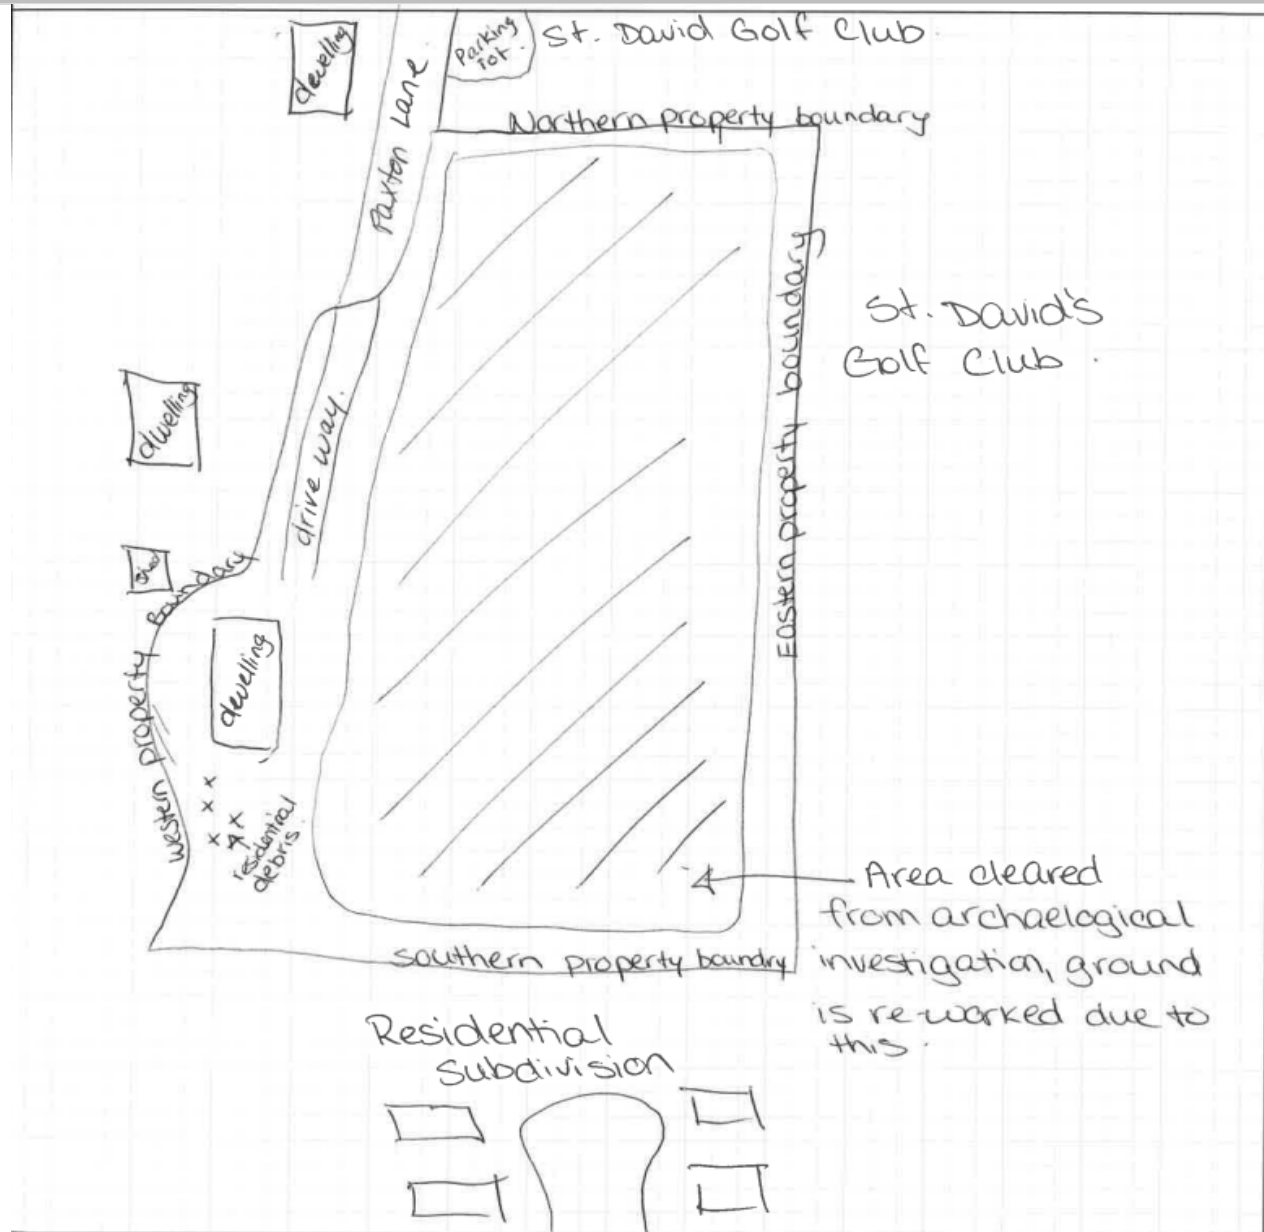 dwelling
Parking
lot.
St. David Golf Club.
Paxton Lane
Northern property boundary
St. David's
Golf Club.
Eastern property boundary
dwelling
drive way.
shed
western property Boundary
dwelling
residential
debris.
Area cleared
from archaelogical
investigation, ground
is re-worked due to
this.
southern property boundry
Residential
subdivision